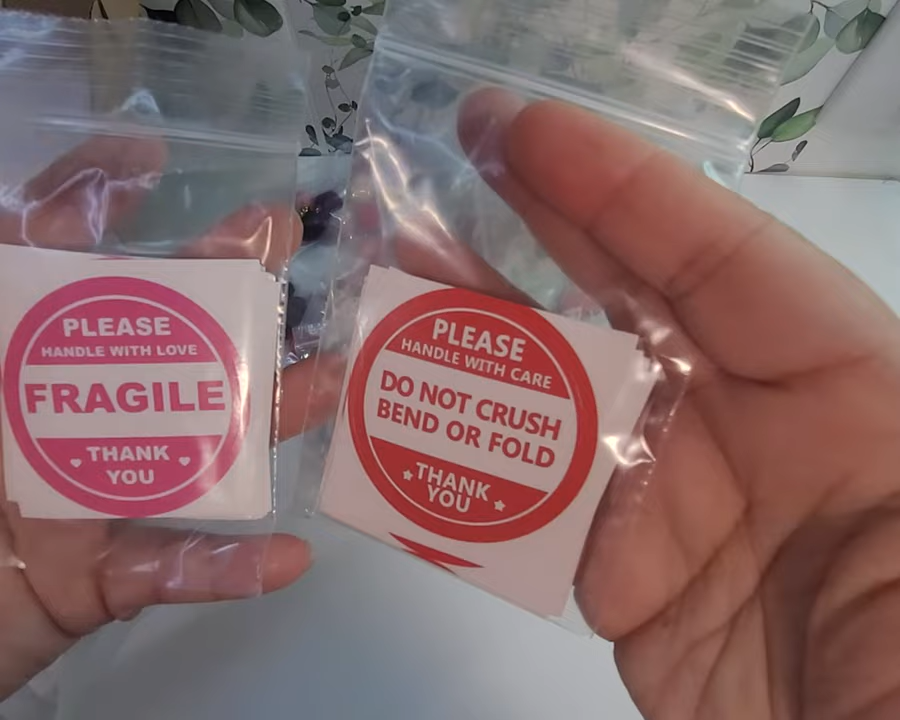 PLEASE
HANDLE WITH LOVE
FRAGILE
THANK
YOU
PLEASE
HANDLE WITH CARE
DO NOT CRUSH
BEND OR FOLD
THANK
YOU